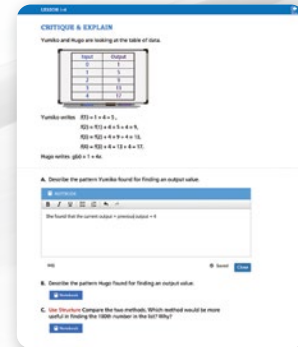 LESSON 1-4
CRITIQUE & EXPLAIN
Yumiko and Hugo are looking at the table of data.
Input Output
0 1
1 5
2 9
3 13
4 17
Yumiko writes f(1) = 1 + 4 = 5,
f(2) = f(1) + 4 = 5 + 4 = 9,
f(3) = f(2) + 4 = 9 + 4 = 13,
f(4) = f(3) + 4 = 13 + 4 = 17.
Hugo writes g(x) = 1 + 4x.
A. Describe the pattern Yumiko found for finding an output value.
B I U
She found that the current output = previous output + 4
Saved Close
B. Describe the pattern Hugo found for finding an output value.
C. Use Structure Compare the two methods. Which method would be more
useful in finding the 100th number in the list? Why?